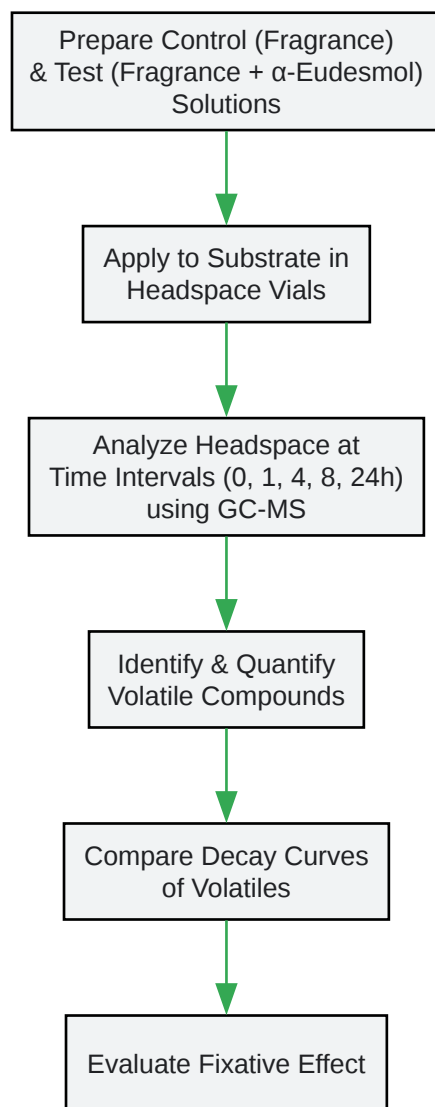 Prepare Control (Fragrance)
& Test (Fragrance + α-Eudesmol)
Solutions
Apply to Substrate in
Headspace Vials
Analyze Headspace at
Time Intervals (0, 1, 4, 8, 24h)
using GC-MS
Identify & Quantify
Volatile Compounds
Compare Decay Curves
of Volatiles
Evaluate Fixative Effect